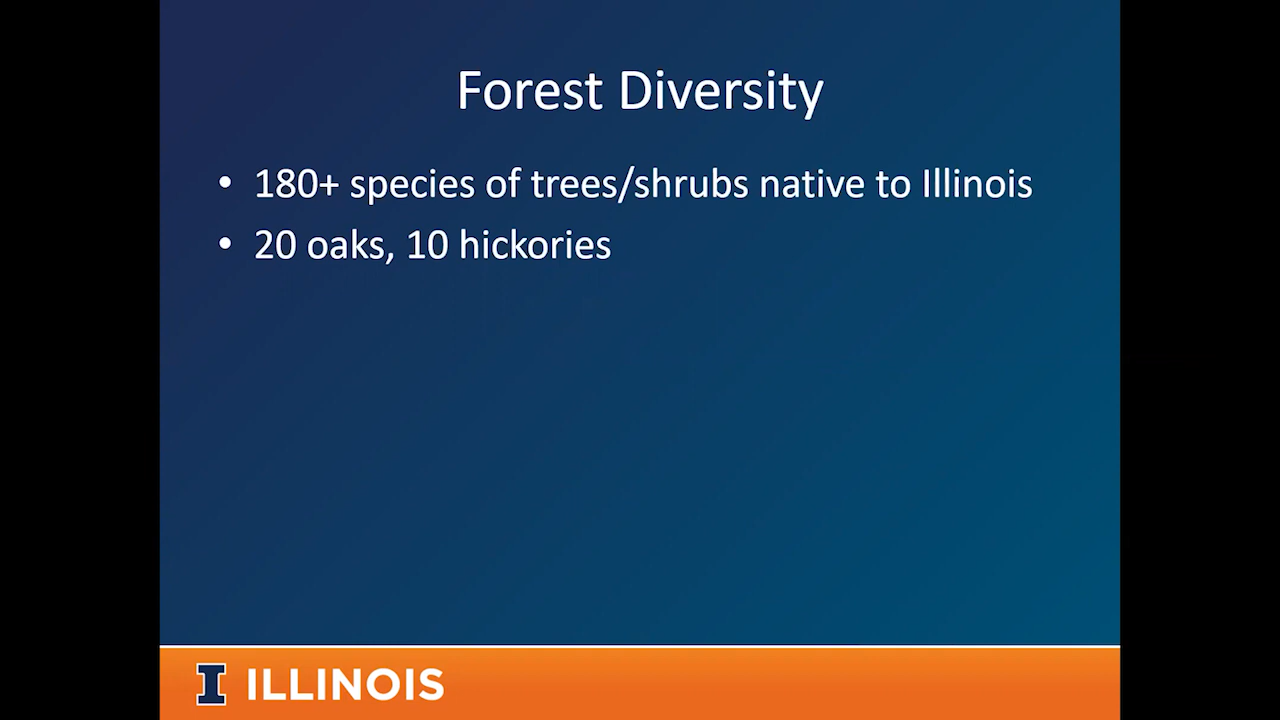 Forest Diversity
• 180+ species of trees/shrubs native to Illinois
• 20 oaks, 10 hickories
I ILLINOIS